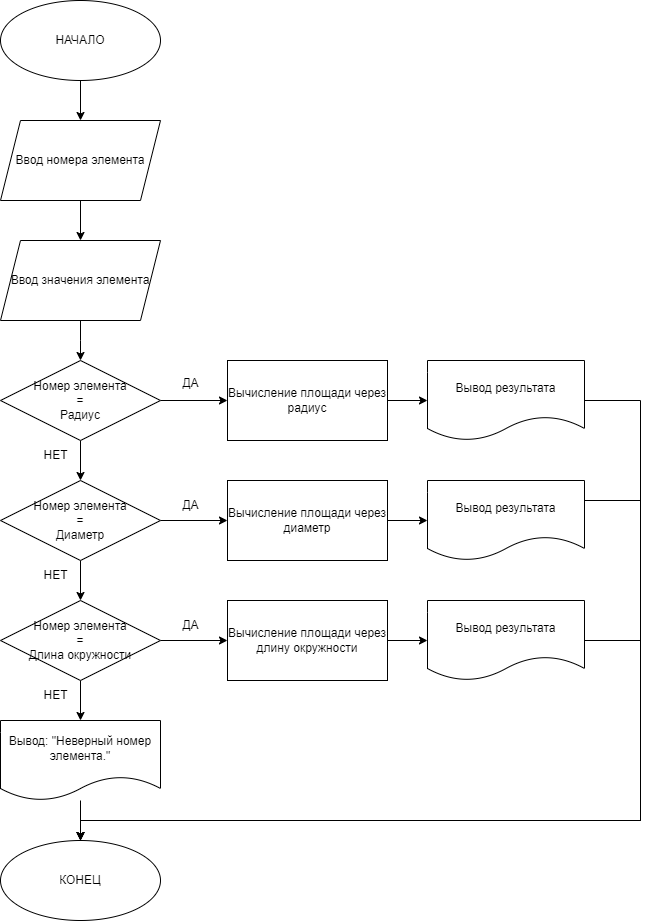 НАЧАЛО
Ввод номера элемента
Ввод значения элемента
Номер элемента
=
Радиус
ДА
Вычисление площади через
радиус
Вывод результата
НЕТ
Номер элемента
=
Диаметр
ДА
Вычисление площади через
диаметр
Вывод результата
НЕТ
Номер элемента
=
Длина окружности
ДА
Вычисление площади через
длину окружности
Вывод результата
НЕТ
Вывод: "Неверный номер
элемента."
КОНЕЦ